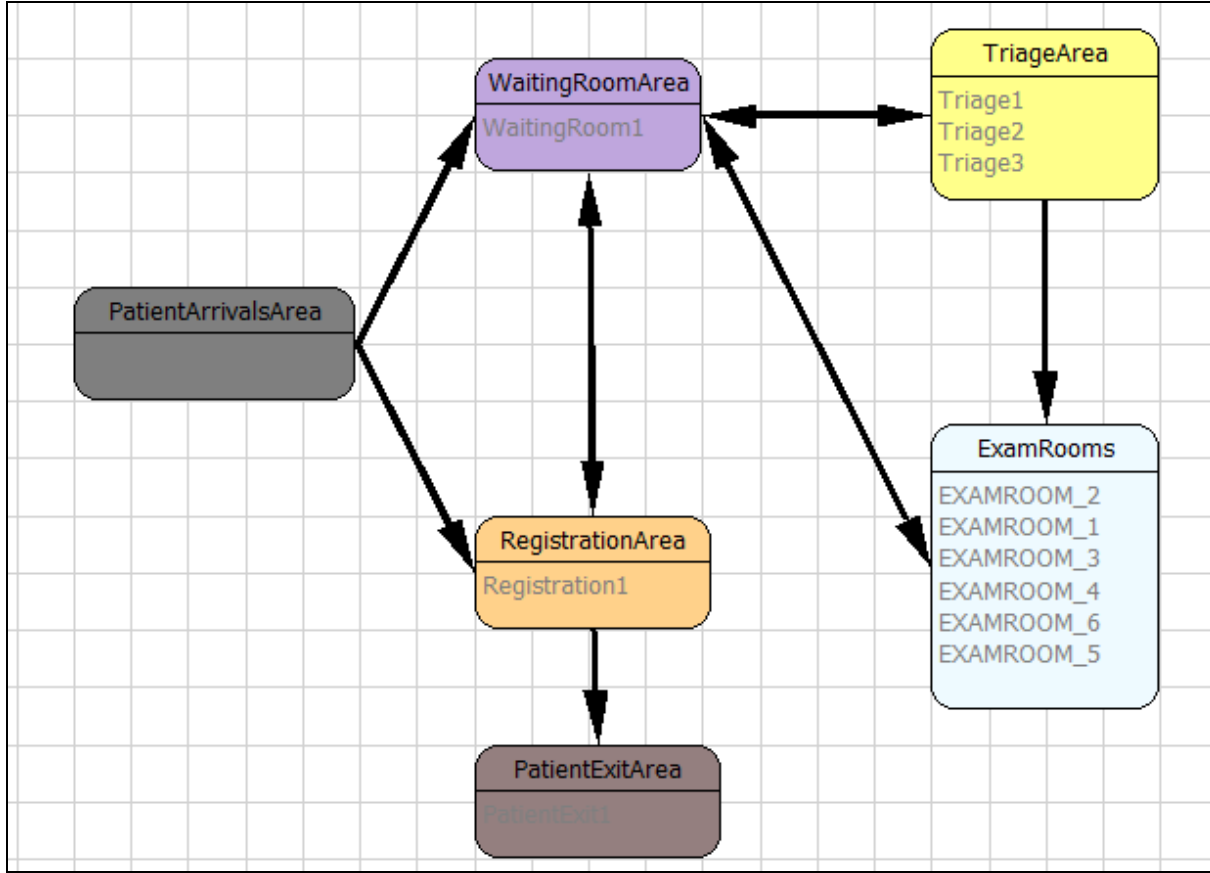 WaitingRoomArea
WaitingRoom1
TriageArea
Triage1
Triage2
Triage3
PatientArrivalsArea
ExamRooms
EXAMROOM_2
EXAMROOM_1
EXAMROOM_3
EXAMROOM_4
EXAMROOM_6
EXAMROOM_5
RegistrationArea
Registration1
PatientExitArea
PatientExit1